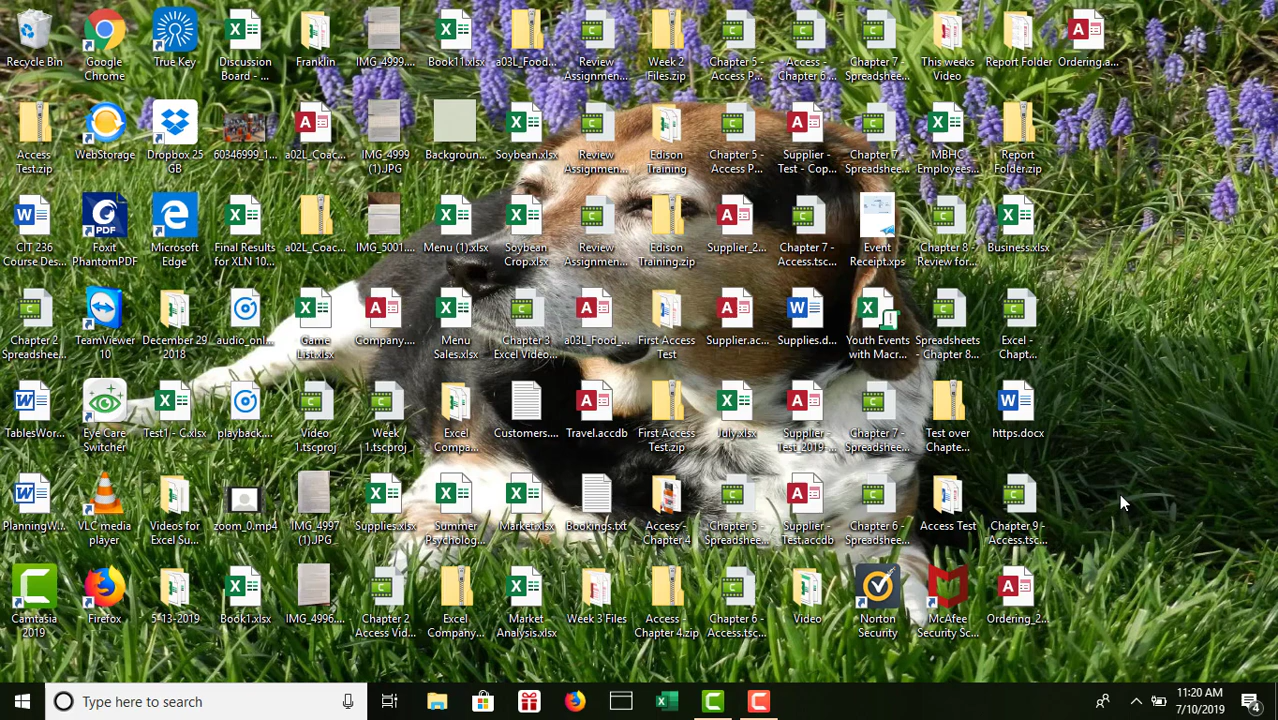 Recycle Bin
Google
Chrome
True Key
Discussion
Board - ...
Franklin
IMG_4999....
Book11.xlsx
a03L_Food...
Review
Assignmen...
Week 2
Files.zip
Chapter 5 -
Access P...
Access -
Chapter 6 ...
Chapter 7 -
Spreadshee...
This weeks
Video
Report Folder
Ordering.a...
Access
Test.zip
WebStorage
Dropbox 25
GB
60346999_1...
a02L_Coac...
IMG_4999
(1).JPG
Backgroun...
Soybean.xlsx
Review
Assignmen...
Edison
Training
Chapter 5 -
Access P...
Supplier -
Test - Cop...
Chapter 7-
Spreadshee...
MBHC
Employees...
Report
Folder.zip
CIT 236
Course Des...
Foxit
PhantomPDF
Microsoft
Edge
Final Results
for XLN 10...
a02L_Coac...
IMG_5001....
Menu (1).xlsx
Soybean
Crop.xlsx
Review
Assignmen...
Edison
Training.zip
Supplier_2...
Chapter 7 -
Access.tsc...
Event
Receipt.xps
Chapter 8 -
Review for...
Business.xlsx
Chapter 2
Spreadshee...
TeamViewer
10
December 29
2018
audio_onl...
Game
List.xlsx
Company....
Menu
Sales.xlsx
Chapter 3
Excel Video...
a03L_Food_...
First Access
Test
Supplier.ac...
Supplies.d...
Youth Events
with Macr...
Spreadsheets
- Chapter 8...
Excel -
Chapt...
TablesWor...
Eye Care
Switcher
Test1 - C.xlsx
playback....
Video
1.tscproj
Week
1.tscproj
Excel
Compa...
Customers....
Travel.accdb
First Access
Test.zip
July.xlsx
Supplier -
Test_2019-...
Chapter 7 -
Spreadshee...
Test over
Chapte...
https.docx
PlanningWi...
VLC media
player
Videos for
Excel Su...
zoom_0.mp4
IMG_4997
(1).JPG
Supplies.xlsx
Summer
Psycholog...
Market.xlsx
Bookings.txt
Access -
Chapter 4
Chapter 5 -
Spreadshee...
Supplier -
Test.accdb
Chapter 6 -
Spreadshee...
Access Test
Chapter 9 -
Access.tsc...
Camtasia
2019
Firefox
5-13-2019
Book1.xlsx
IMG_4996....
Chapter 2
Access Vid...
Excel
Company...
Market
Analysis.xlsx
Week 3 Files
Access -
Chapter 4.zip
Chapter 6 -
Access.tsc...
Video
Norton
Security
McAfee
Security Sc...
Ordering_2...
Type here to search
11:20 AM
7/10/2019
4